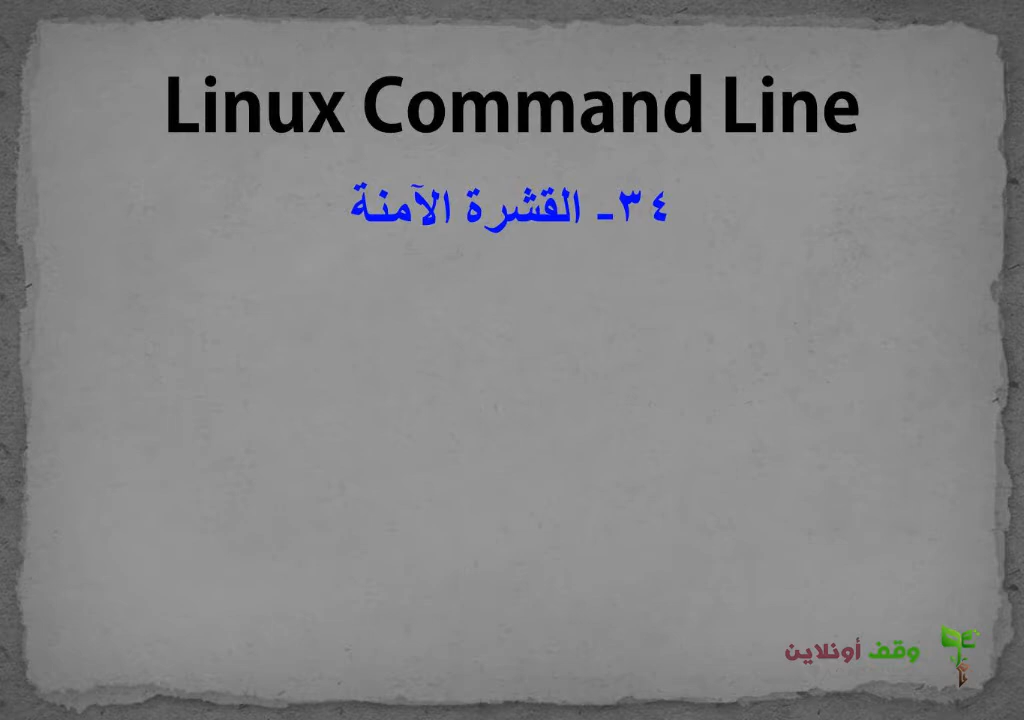 Linux Command Line
٣٤- القشرة الآمنة
وقف أونلاين